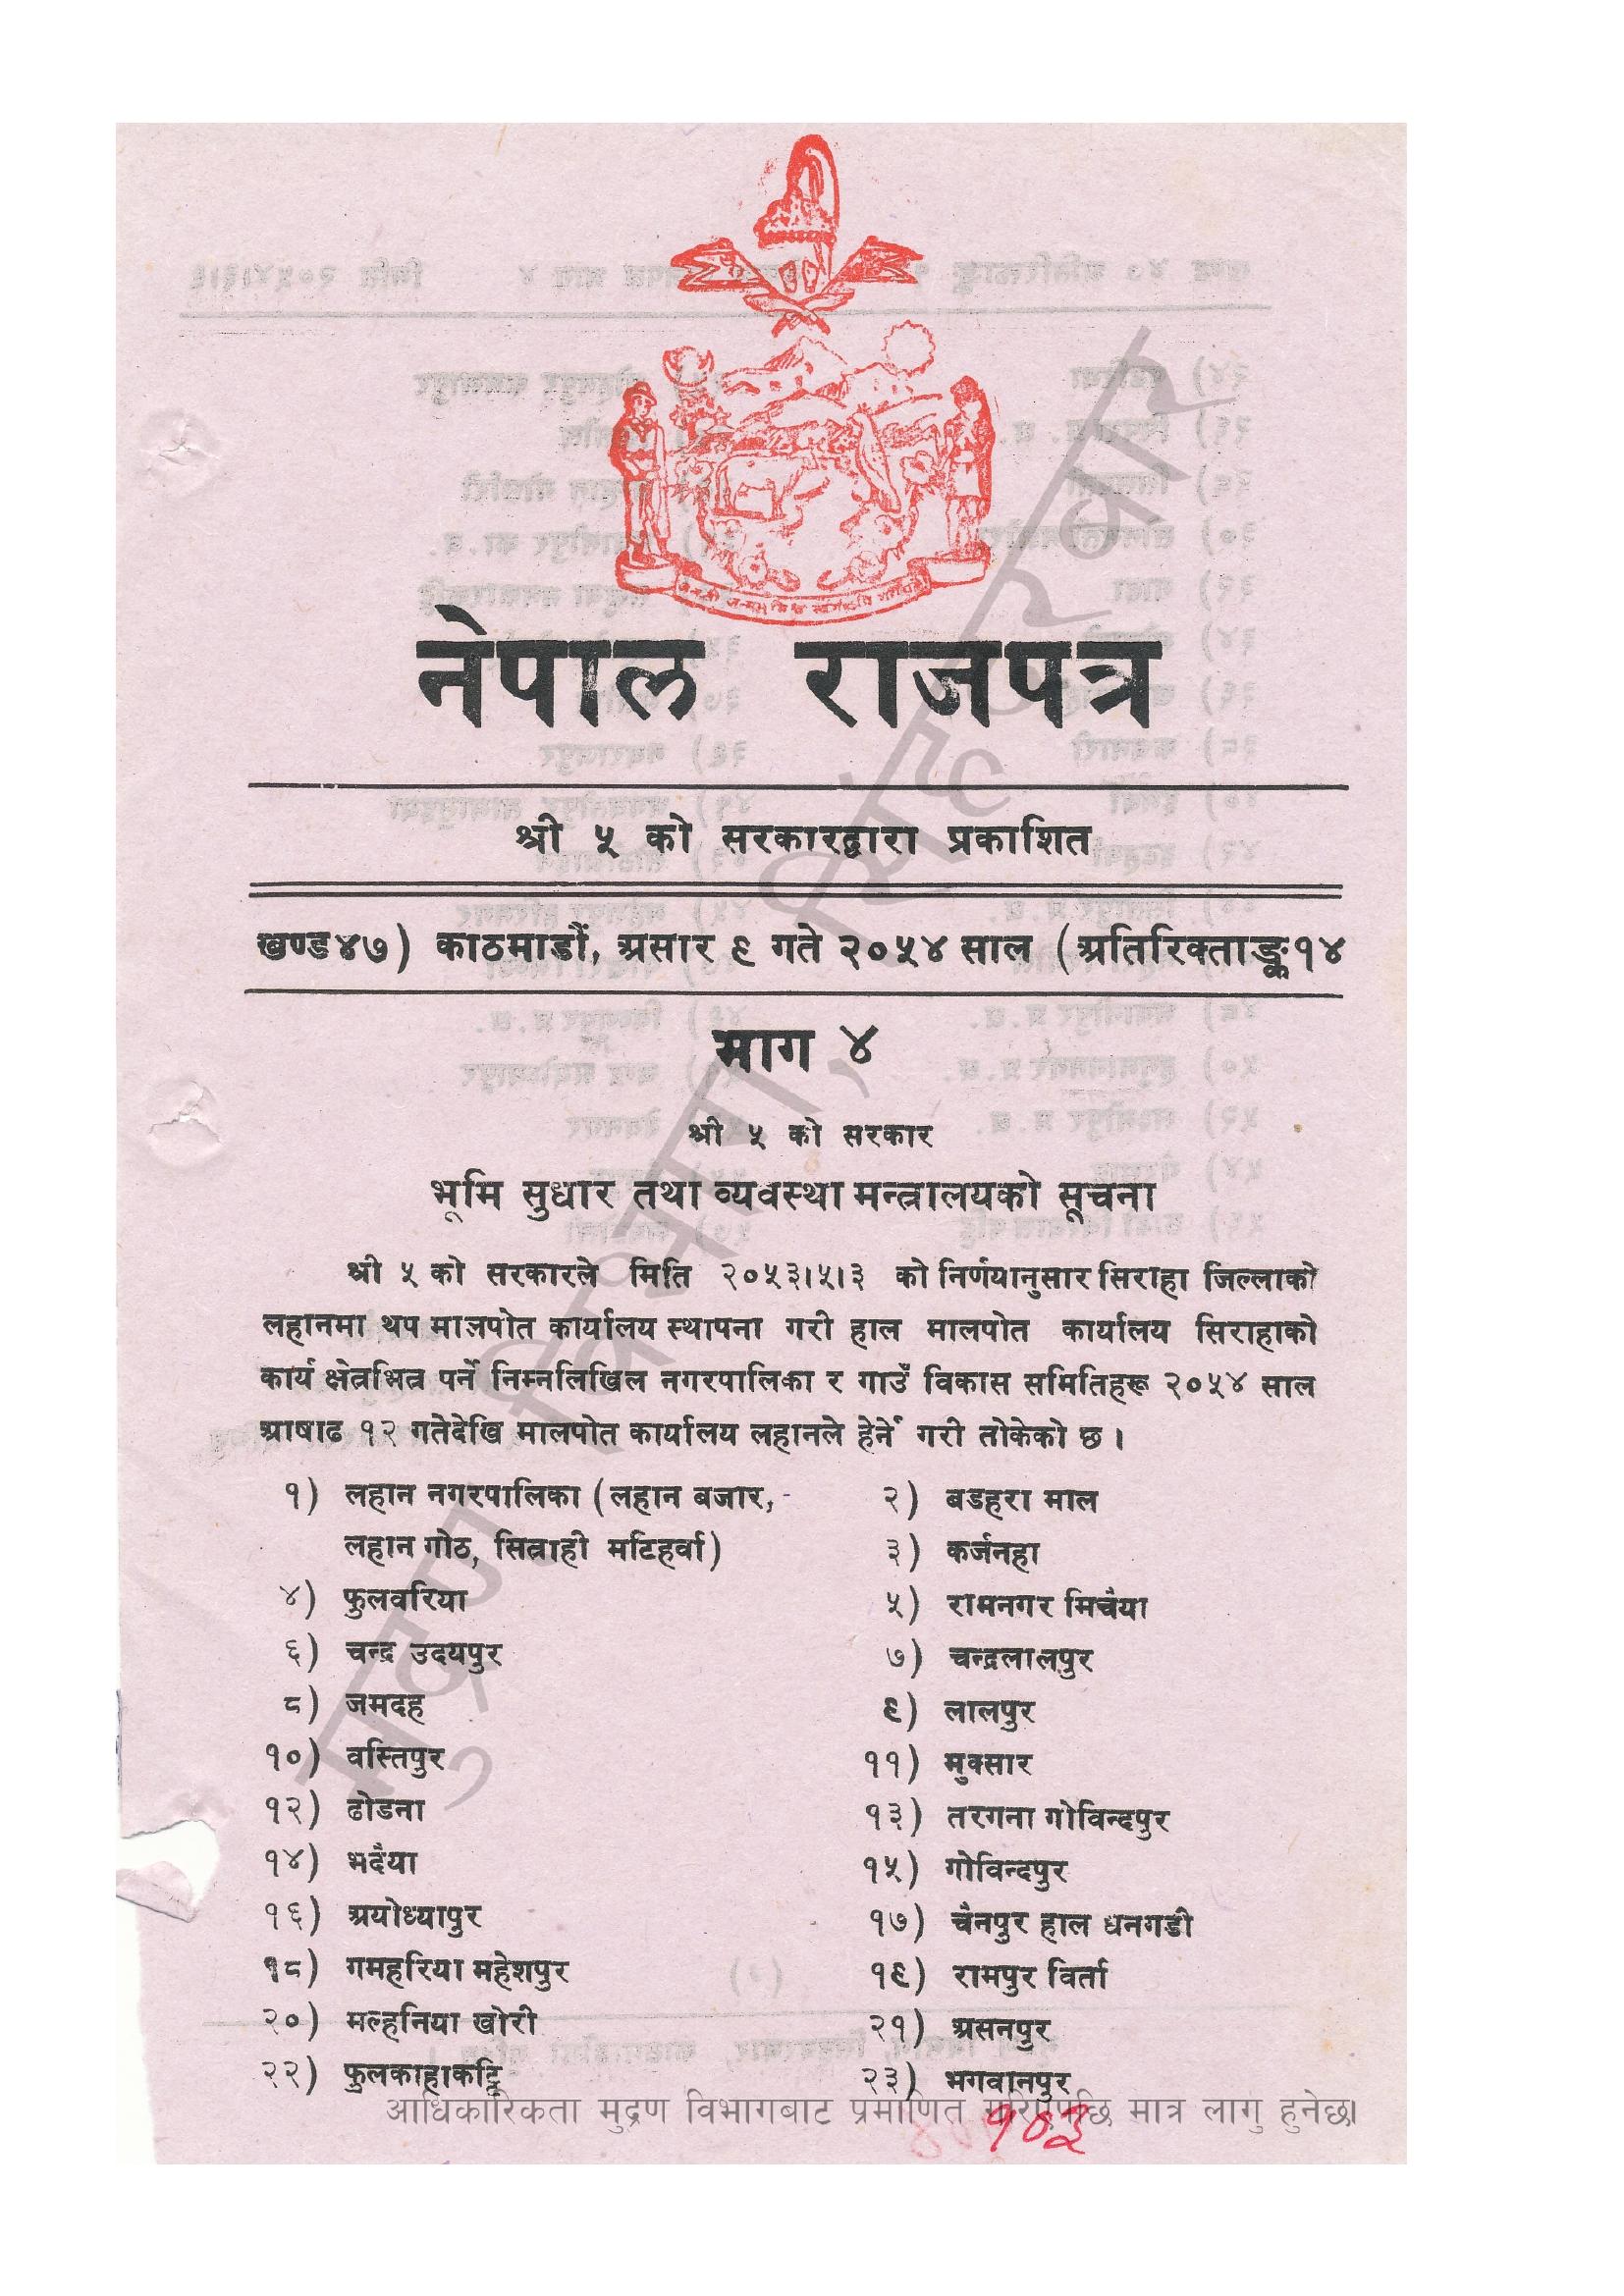 नेपाल राजपत्र
श्री ५ को सरकारद्वारा प्रकाशित
खण्ड४७) काठमाडौं, असार ९ गते २०५४ साल (अतिरिक्ताङ्क१४
भाग ४
श्री ५ को सरकार
भूमि सुधार तथा व्यवस्था मन्त्रालयको सूचना
श्री ५ को सरकारले मिति २०५३।५।३ को निर्णयानुसार सिराहा जिल्लाको
लहानमा थप मालपोत कार्यालय स्थापना गरी हाल मालपोत कार्यालय सिराहाको
कार्य क्षेत्रभित्र पर्ने निम्नलिखिल नगरपालिका र गाउँ विकास समितिहरू २०५४ साल
आषाढ १२ गतेदेखि मालपोत कार्यालय लहानले हेर्ने गरी तोकेको छ ।
१) लहान नगरपालिका (लहान बजार, २) बडहरा माल
लहान गोठ, सित्राही मटिहर्वा) ३) कर्जनहा
४) फुलवरिया ५) रामनगर मिर्चैया
६) चन्द्र उदयपुर ७) चन्द्रलालपुर
८) जमदह ९) लालपुर
१०) वस्तिपुर ११) मुक्सार
१२) ढोडना १३) तरगना गोविन्दपुर
१४) भदैया १५) गोविन्दपुर
१६) अयोध्यापुर १७) चैनपुर हाल धनगडी
१८) गमहरिया महेशपुर १९) रामपुर विर्ता
२०) मल्हनिया खोरी २१) असनपुर
२२) फुलकाहाकट्टि २३) भगवानपुर
आधिकारिकता मुद्रण विभागबाट प्रमाणित गरिएपछि मात्र लागु हुनेछ।
१०३
मुद्रण विभाग, सिंहदरबार